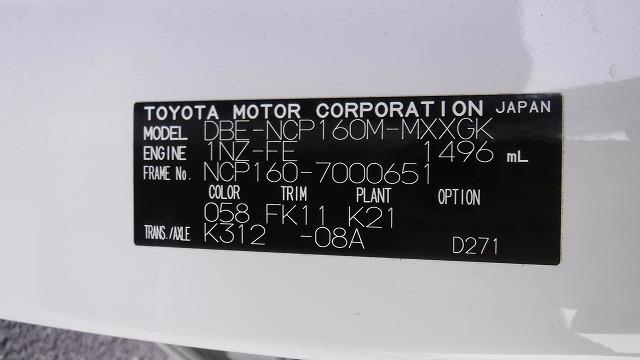 TOYOTA MOTOR CORPORATION JAPAN
MODEL DBE-NCP160M-MXXGK
ENGINE 1NZ-FE 1496 mL
FRAME No. NCP160-7000651
COLOR TRIM PLANT OPTION
058 FK11 K21
TRANS./AXLE K312 -08A
D271